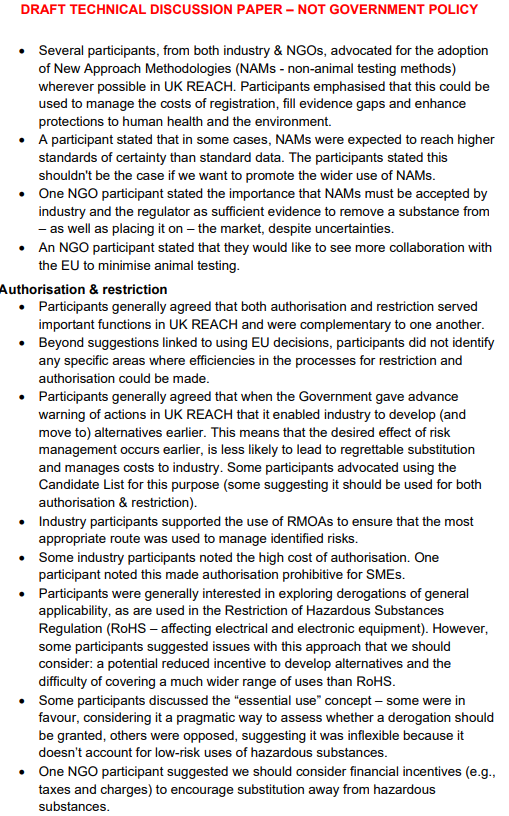 DRAFT TECHNICAL DISCUSSION PAPER – NOT GOVERNMENT POLICY
• Several participants, from both industry & NGOs, advocated for the adoption
of New Approach Methodologies (NAMs - non-animal testing methods)
wherever possible in UK REACH. Participants emphasised that this could be
used to manage the costs of registration, fill evidence gaps and enhance
protections to human health and the environment.
• A participant stated that in some cases, NAMs were expected to reach higher
standards of certainty than standard data. The participants stated this
shouldn't be the case if we want to promote the wider use of NAMs.
• One NGO participant stated the importance that NAMs must be accepted by
industry and the regulator as sufficient evidence to remove a substance from
– as well as placing it on – the market, despite uncertainties.
• An NGO participant stated that they would like to see more collaboration with
the EU to minimise animal testing.
Authorisation & restriction
• Participants generally agreed that both authorisation and restriction served
important functions in UK REACH and were complementary to one another.
• Beyond suggestions linked to using EU decisions, participants did not identify
any specific areas where efficiencies in the processes for restriction and
authorisation could be made.
• Participants generally agreed that when the Government gave advance
warning of actions in UK REACH that it enabled industry to develop (and
move to) alternatives earlier. This means that the desired effect of risk
management occurs earlier, is less likely to lead to regrettable substitution
and manages costs to industry. Some participants advocated using the
Candidate List for this purpose (some suggesting it should be used for both
authorisation & restriction).
• Industry participants supported the use of RMOAs to ensure that the most
appropriate route was used to manage identified risks.
• Some industry participants noted the high cost of authorisation. One
participant noted this made authorisation prohibitive for SMEs.
• Participants were generally interested in exploring derogations of general
applicability, as are used in the Restriction of Hazardous Substances
Regulation (RoHS – affecting electrical and electronic equipment). However,
some participants suggested issues with this approach that we should
consider: a potential reduced incentive to develop alternatives and the
difficulty of covering a much wider range of uses than RoHS.
• Some participants discussed the “essential use” concept – some were in
favour, considering it a pragmatic way to assess whether a derogation should
be granted, others were opposed, suggesting it was inflexible because it
doesn’t account for low-risk uses of hazardous substances.
• One NGO participant suggested we should consider financial incentives (e.g.,
taxes and charges) to encourage substitution away from hazardous
substances.